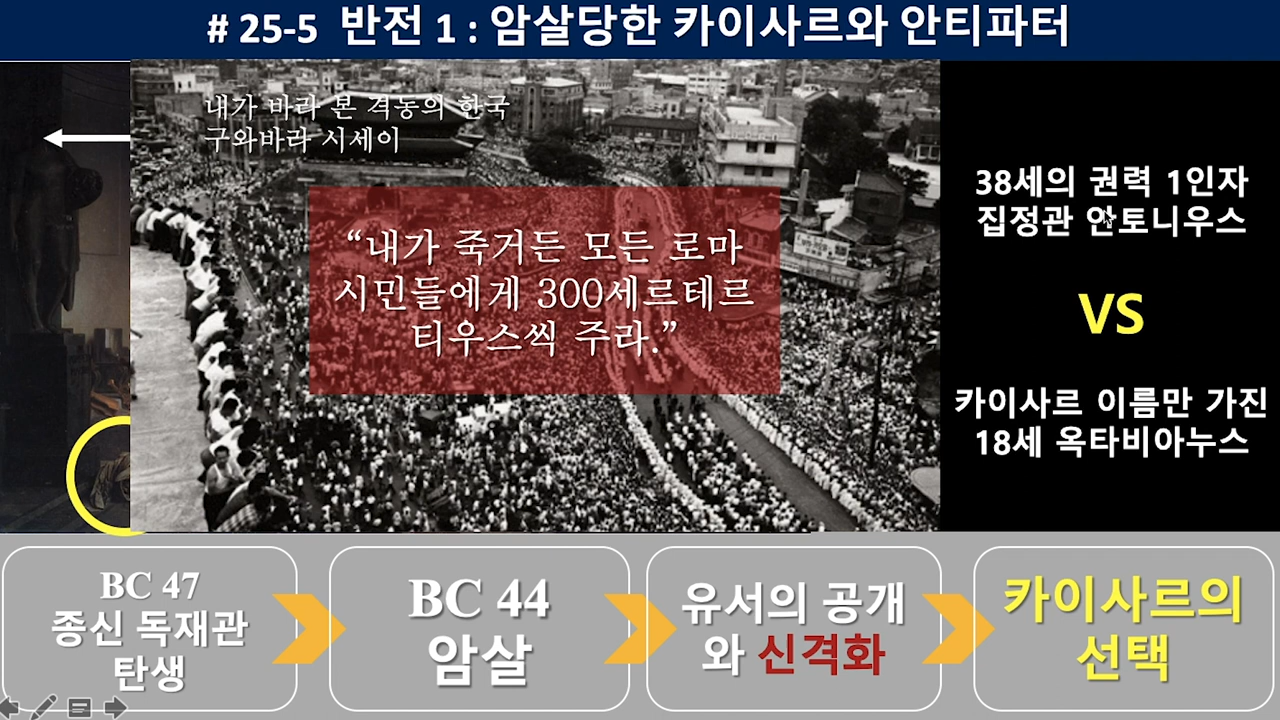 # 25-5 반전 1 : 암살당한 카이사르와 안티파터
내가 바라 본 격동의 한국
구와바라 시세이
“내가 죽거든 모든 로마
시민들에게 300세르테르
티우스씩 주라.”
38세의 권력 1인자
집정관 안토니우스
VS
카이사르 이름만 가진
18세 옥타비아누스
BC 47
종신 독재관
탄생
BC 44
암살
유서의 공개
와 신격화
카이사르의
선택